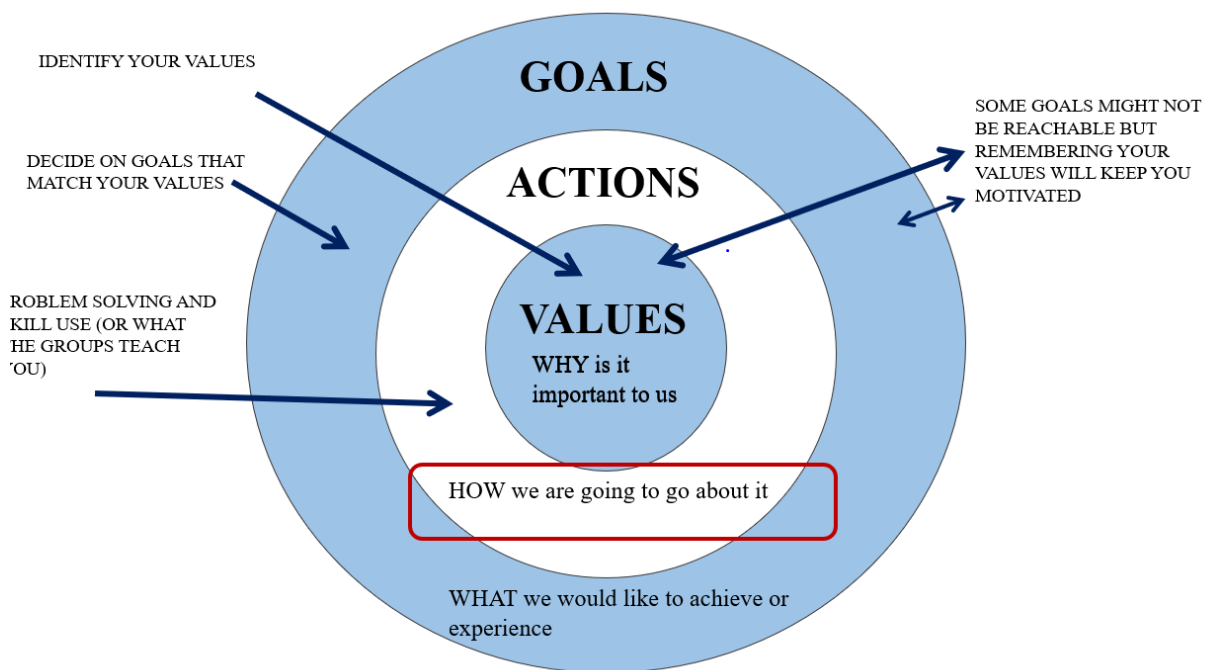 IDENTIFY YOUR VALUES
DECIDE ON GOALS THAT
MATCH YOUR VALUES
ROBLEM SOLVING AND
KILL USE (OR WHAT
HE GROUPS TEACH
OU)
GOALS
ACTIONS
VALUES
WHY is it
important to us
HOW we are going to go about it
WHAT we would like to achieve or
experience
SOME GOALS MIGHT NOT
BE REACHABLE BUT
REMEMBERING YOUR
VALUES WILL KEEP YOU
MOTIVATED